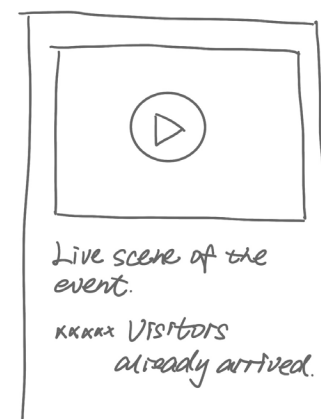 Live scene of the
event.
xxxxx Visitors
already arrived.